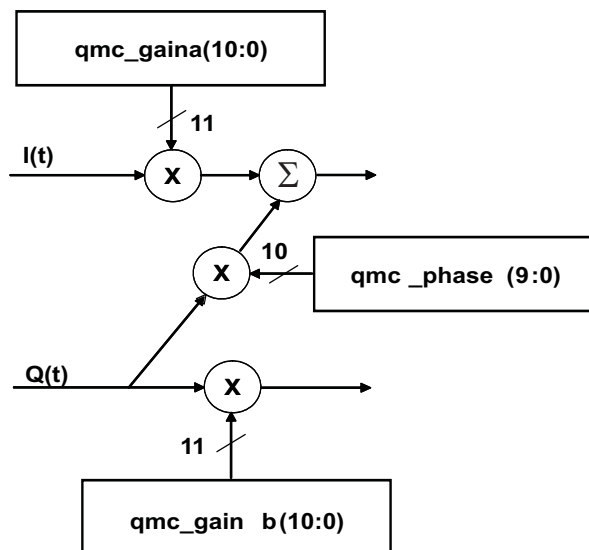 qmc_gaina(10:0)
11
I(t)
X
Σ
10
X
qmc _phase (9:0)
Q(t)
X
11
qmc_gain b(10:0)